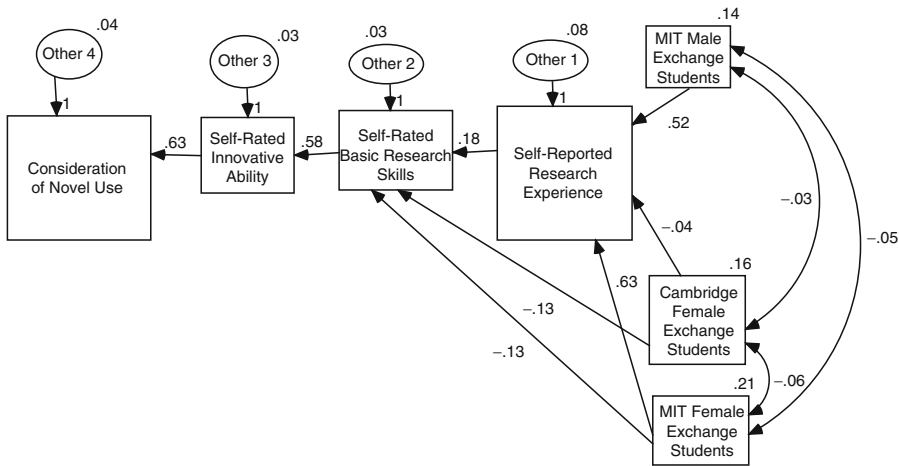 .04
Other 4
1
.03
Other 3
1
.03
Other 2
1
.08
Other 1
1
.14
MIT Male
Exchange
Students
Consideration
of Novel Use
.63
Self-Rated
Innovative
Ability
.58
Self-Rated
Basic Research
Skills
.18
Self-Reported
Research
Experience
.52
–.03
–.04
–.05
.16
Cambridge
Female
Exchange
Students
.63
–.13
–.13
–.06
.21
MIT Female
Exchange
Students